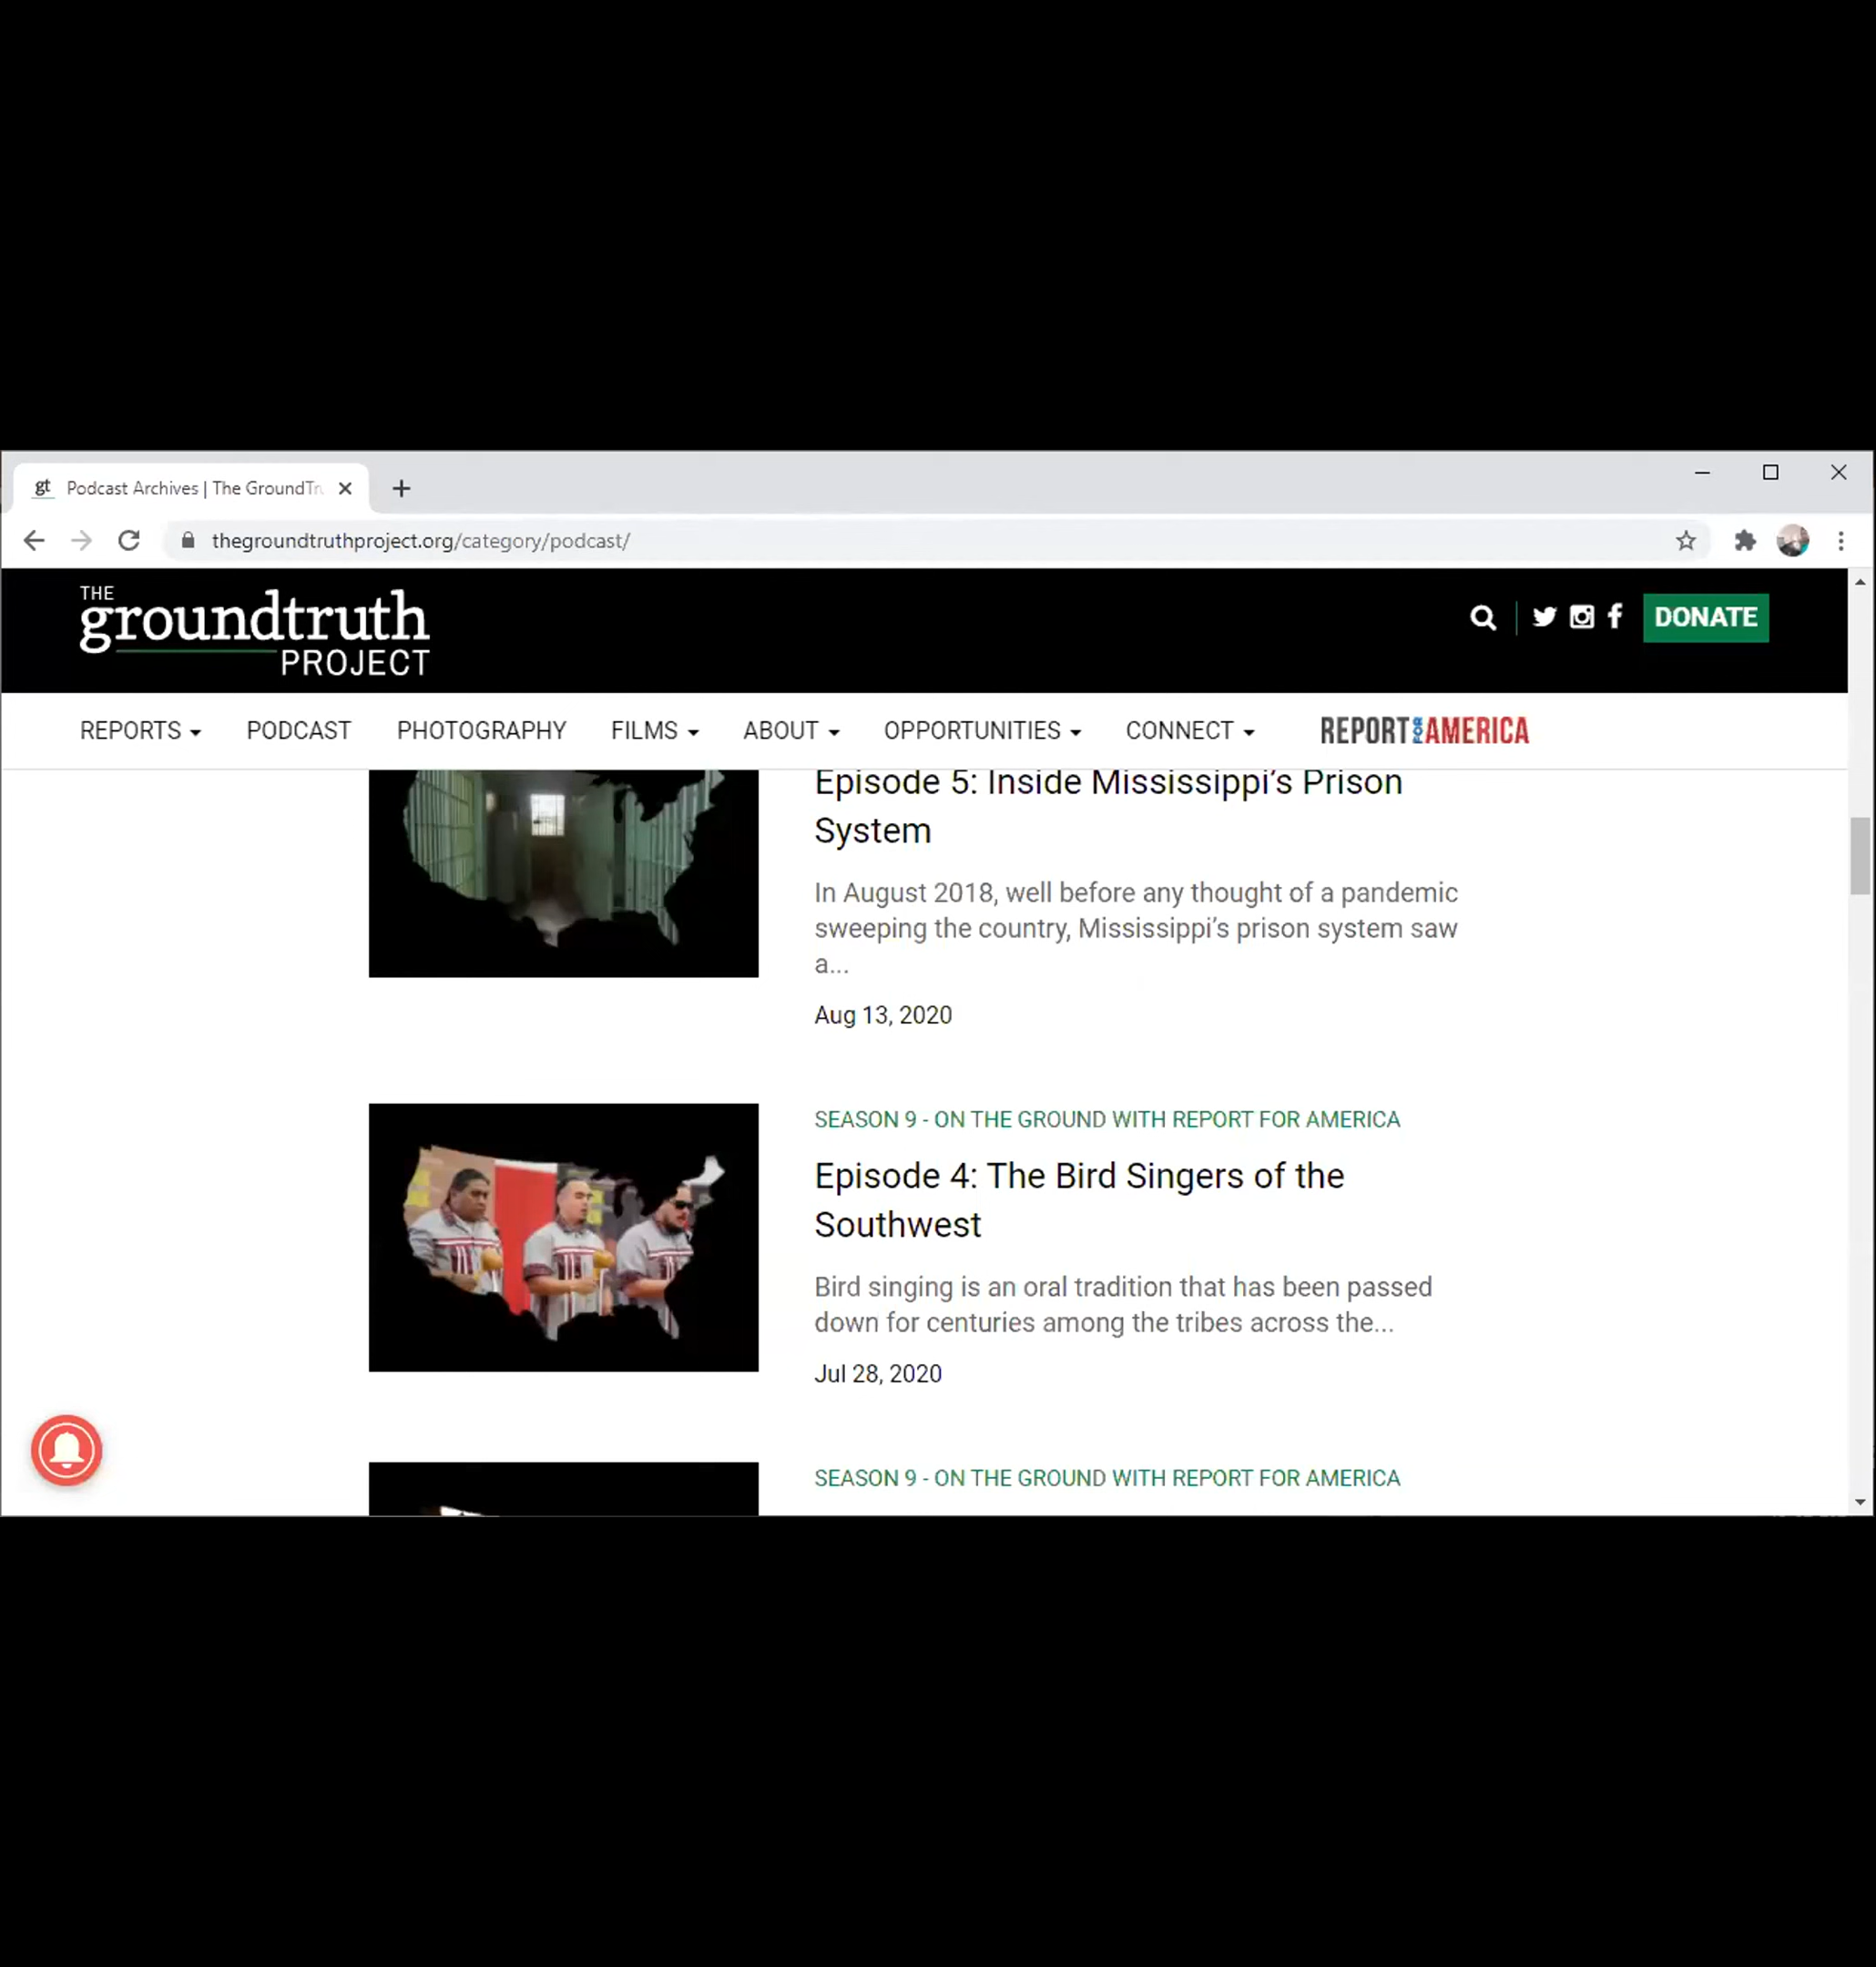 gt Podcast Archives | The GroundTr
thegroundtruthproject.org/category/podcast/
THE
groundtruth
PROJECT
DONATE
REPORTS PODCAST PHOTOGRAPHY FILMS ABOUT OPPORTUNITIES CONNECT REPORT FOR AMERICA
Episode 5: Inside Mississippi’s Prison
System
In August 2018, well before any thought of a pandemic
sweeping the country, Mississippi’s prison system saw
a...
Aug 13, 2020
SEASON 9 - ON THE GROUND WITH REPORT FOR AMERICA
Episode 4: The Bird Singers of the
Southwest
Bird singing is an oral tradition that has been passed
down for centuries among the tribes across the...
Jul 28, 2020
SEASON 9 - ON THE GROUND WITH REPORT FOR AMERICA